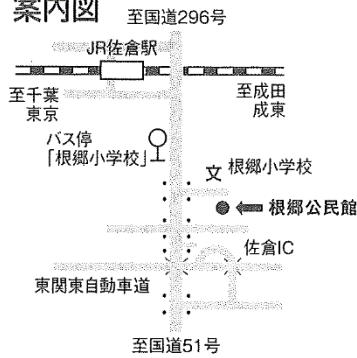 案内図
至国道296号
JR佐倉駅
至千葉
東京
至成田
成東
バス停
「根郷小学校」
文 根郷小学校
根郷公民館
佐倉IC
東関東自動車道
至国道51号